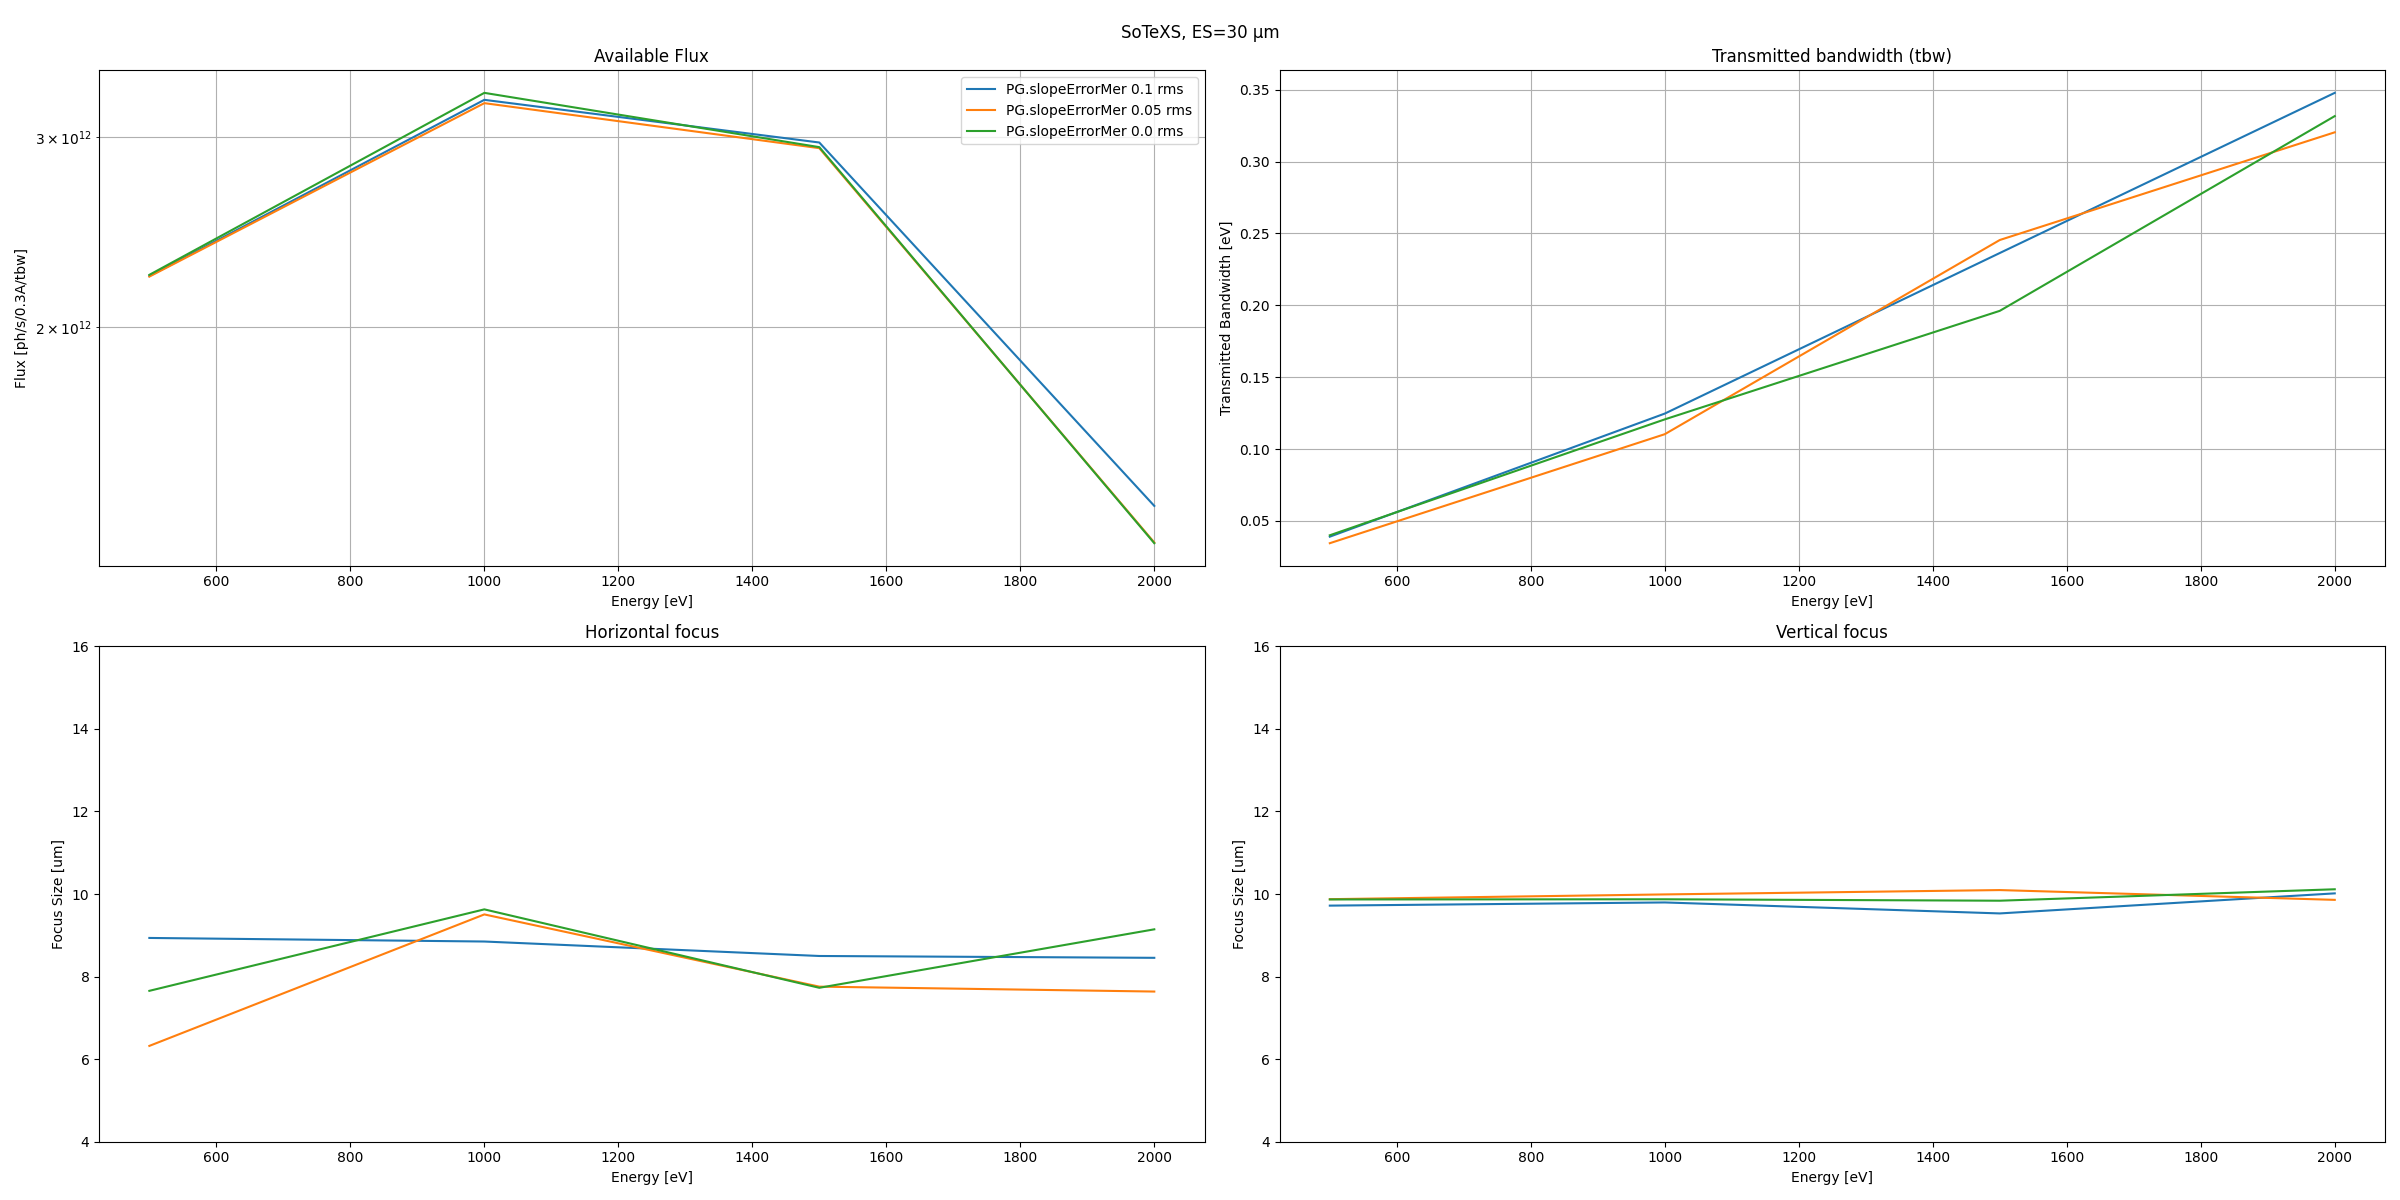 SoTeXS, ES=30 μm
Available Flux
Flux [ph/s/0.3A/tbw]
3 × 10¹²
2 × 10¹²
PG.slopeErrorMer 0.1 rms
PG.slopeErrorMer 0.05 rms
PG.slopeErrorMer 0.0 rms
600 800 1000 1200 1400 1600 1800 2000
Energy [eV]
Transmitted bandwidth (tbw)
Transmitted Bandwidth [eV]
0.35
0.30
0.25
0.20
0.15
0.10
0.05
600 800 1000 1200 1400 1600 1800 2000
Energy [eV]
Horizontal focus
Focus Size [um]
16
14
12
10
8
6
4
600 800 1000 1200 1400 1600 1800 2000
Energy [eV]
Vertical focus
Focus Size [um]
16
14
12
10
8
6
4
600 800 1000 1200 1400 1600 1800 2000
Energy [eV]